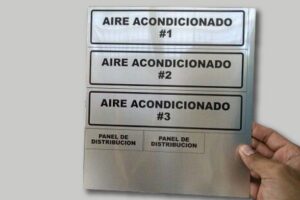 AIRE ACONDICIONADO
#1
AIRE ACONDICIONADO
#2
AIRE ACONDICIONADO
#3
PANEL DE
DISTRIBUCION
PANEL DE
DISTRIBUCION